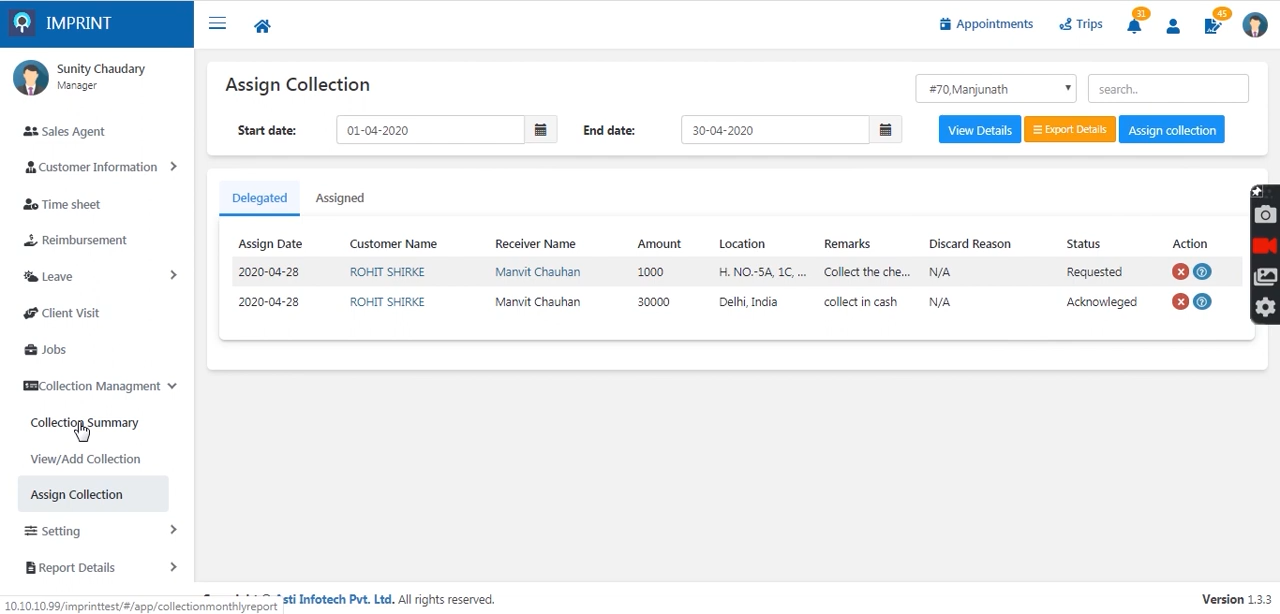 IMPRINT
Appointments
Trips
31
45
Sunity Chaudary
Manager
Sales Agent
Customer Information
Time sheet
Reimbursement
Leave
Client Visit
Jobs
Collection Managment
Collection Summary
View/Add Collection
Assign Collection
Setting
Report Details
Assign Collection
#70,Manjunath
search..
Start date:
01-04-2020
End date:
30-04-2020
View Details
Export Details
Assign collection
Delegated
Assigned
Assign Date Customer Name Receiver Name Amount Location Remarks Discard Reason Status Action
2020-04-28 ROHIT SHIRKE Manvit Chauhan 1000 H. NO.-5A, 1C, ... Collect the che... N/A Requested
2020-04-28 ROHIT SHIRKE Manvit Chauhan 30000 Delhi, India collect in cash N/A Acknowleged
10.10.10.99/imprinttest/#/app/collectionmonthlyreport
Infotech Pvt. Ltd. All rights reserved.
Version 1.3.3